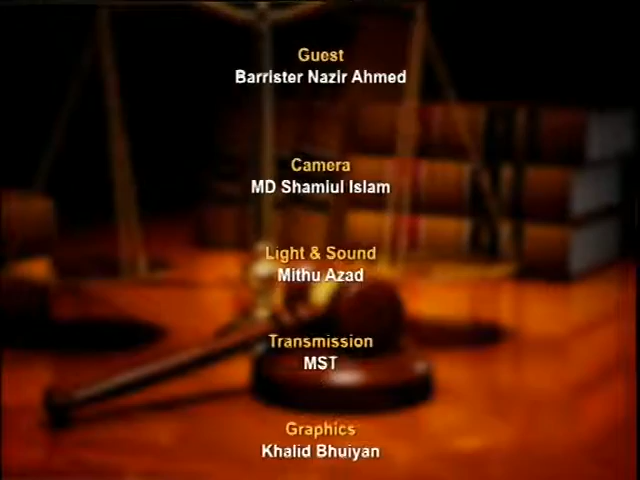 Guest
Barrister Nazir Ahmed
Camera
MD Shamiul Islam
Light & Sound
Mithu Azad
Transmission
MST
Graphics
Khalid Bhuiyan